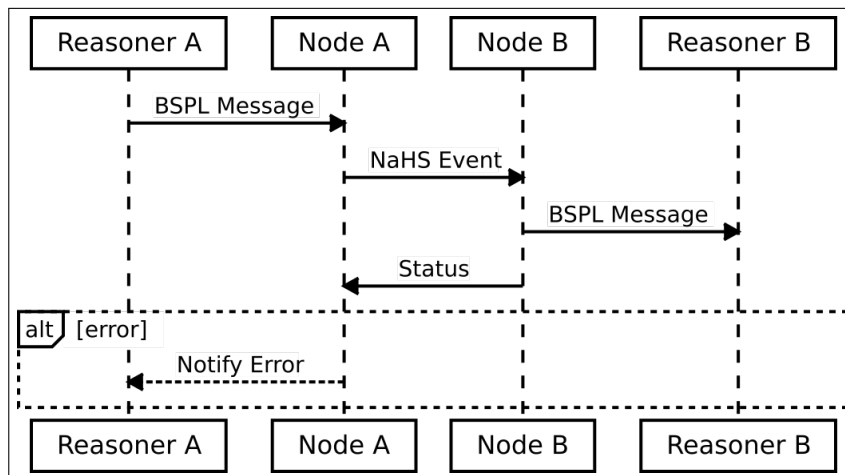 Reasoner A Node A Node B Reasoner B
BSPL Message
NaHS Event
BSPL Message
Status
alt [error]
Notify Error
Reasoner A Node A Node B Reasoner B